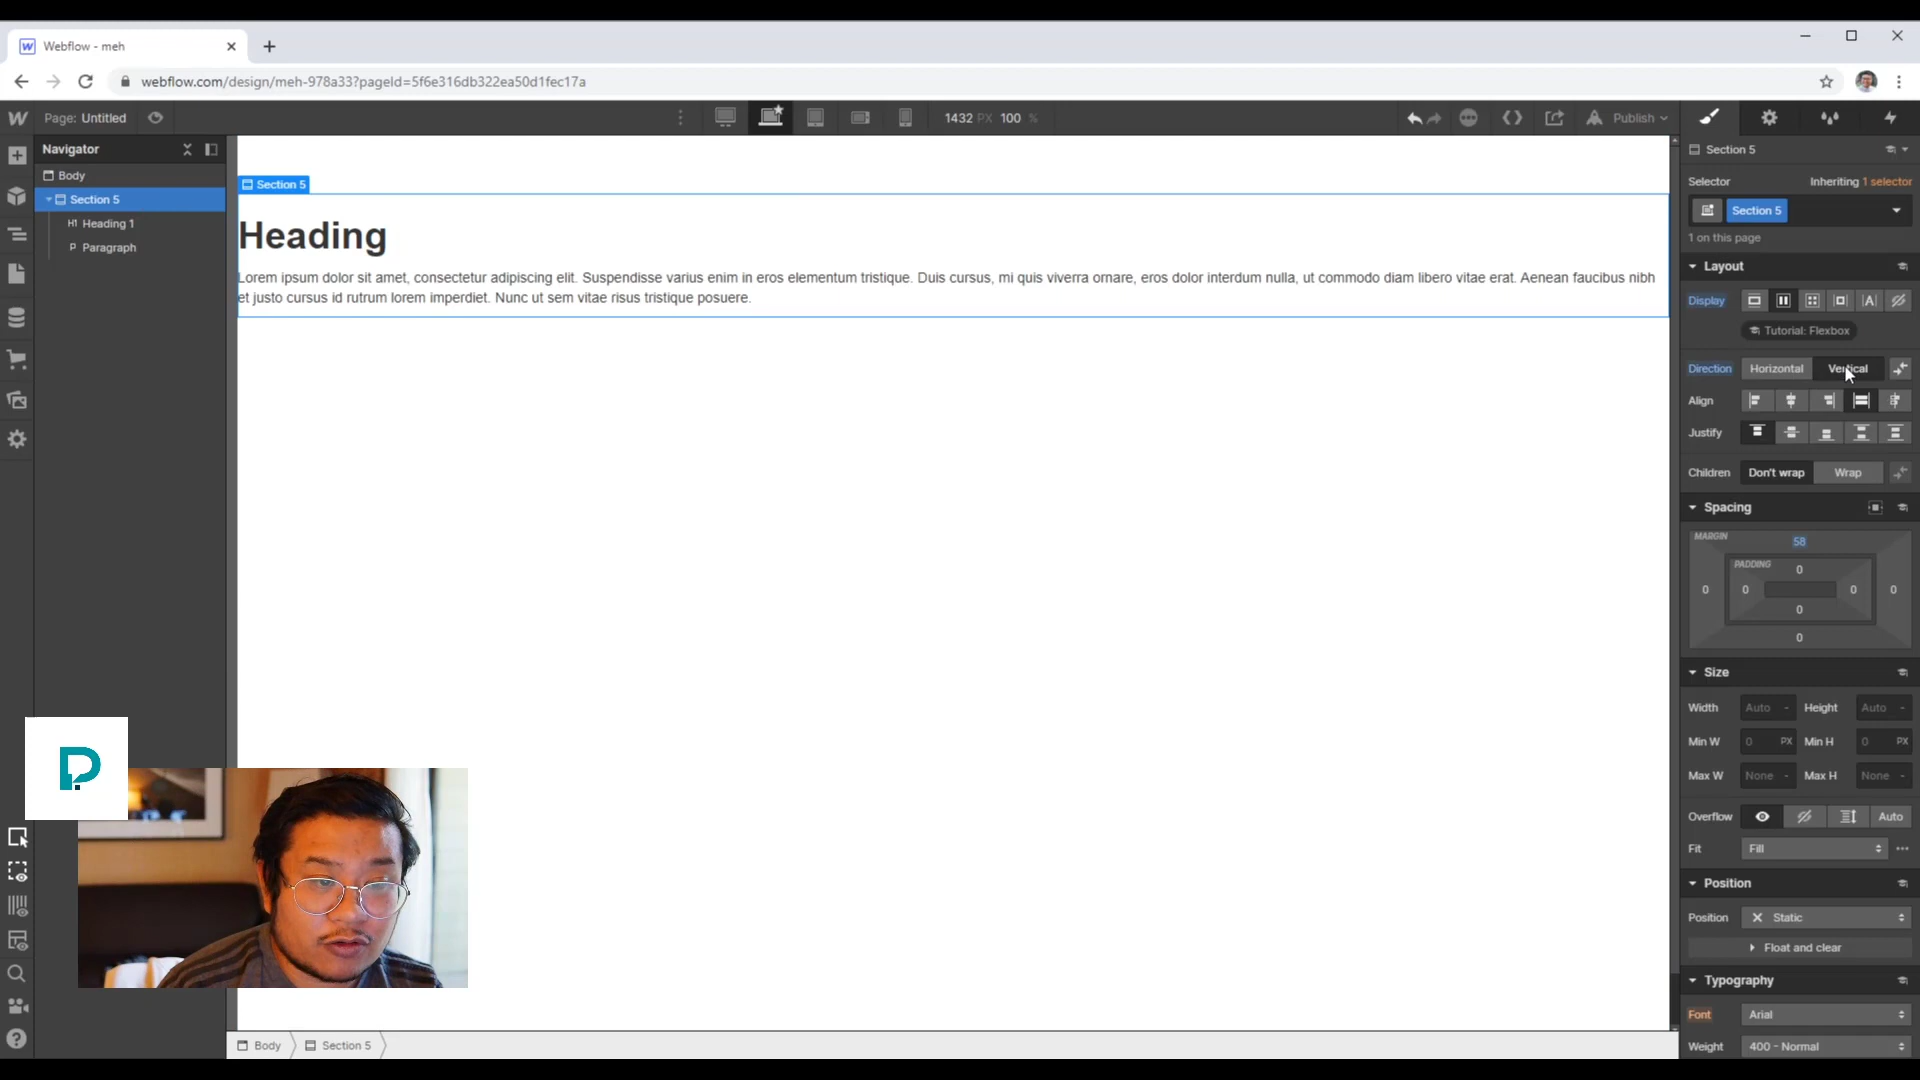 Webflow - meh
webflow.com/design/meh-978a33?pageId=5f6e316db322ea50d1fec17a
Page: Untitled
1432 PX 100 %
Publish
Navigator
Body
Section 5
H1 Heading 1
P Paragraph
Section 5
Heading
Lorem ipsum dolor sit amet, consectetur adipiscing elit. Suspendisse varius enim in eros elementum tristique. Duis cursus, mi quis viverra ornare, eros dolor interdum nulla, ut commodo diam libero vitae erat. Aenean faucibus nibh
et justo cursus id rutrum lorem imperdiet. Nunc ut sem vitae risus tristique posuere.
Body
Section 5
Section 5
Selector
Inheriting 1 selector
Section 5
1 on this page
Layout
Display
Tutorial: Flexbox
Direction Horizontal Vertical
Align
Justify
Children Don't wrap Wrap
Spacing
MARGIN
58
PADDING
0
0 0 0 0
0
0
Size
Width Auto - Height Auto -
Min W 0 PX Min H 0 PX
Max W None - Max H None -
Overflow Auto
Fit Fill
Position
Position Static
Float and clear
Typography
Font Arial
Weight 400 - Normal